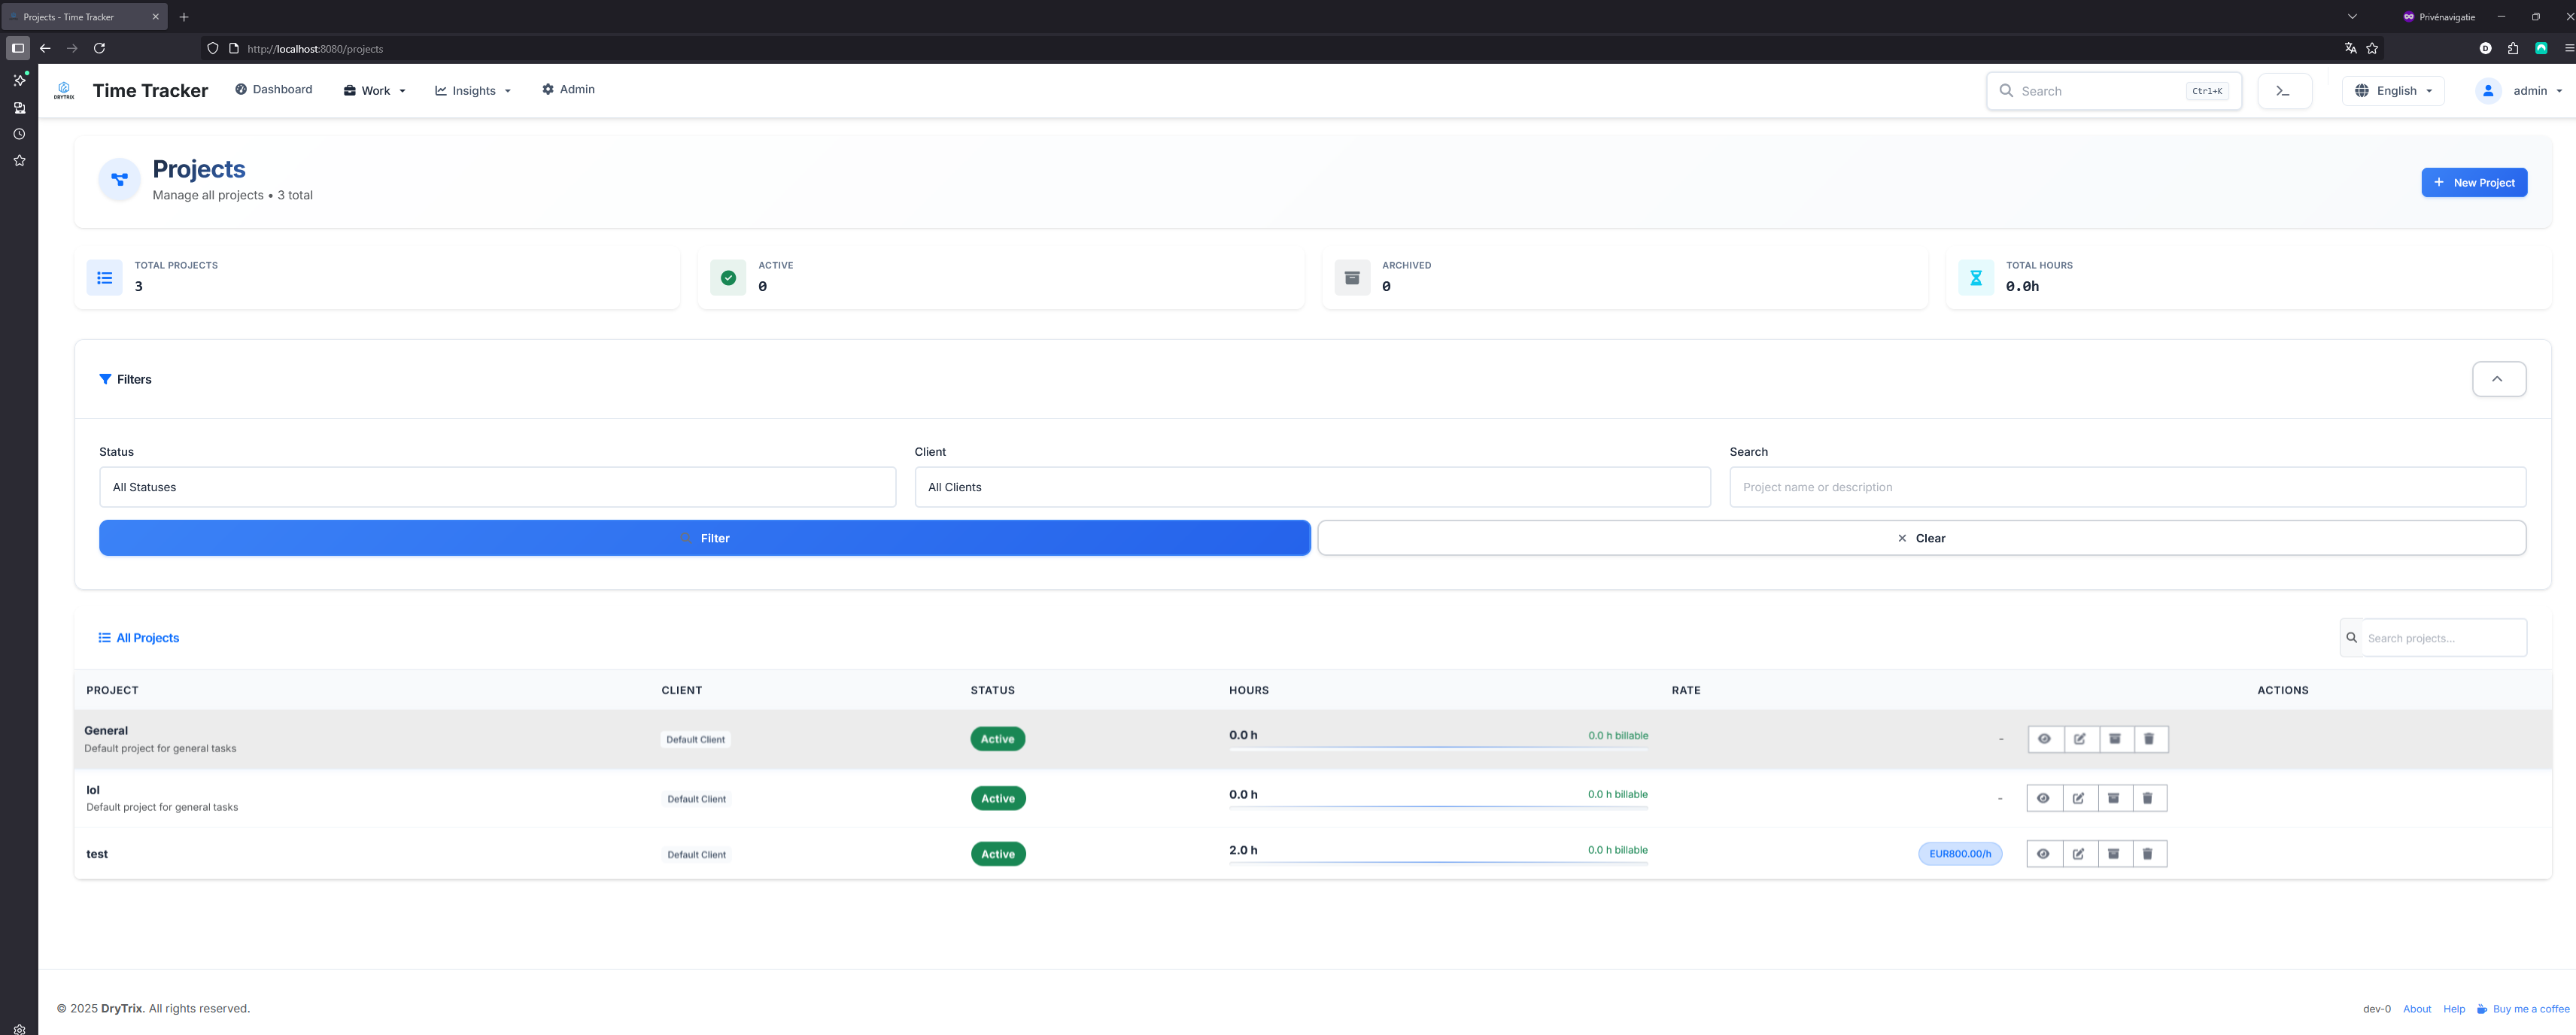 Projects - Time Tracker
Privénavigatie
http://localhost:8080/projects
DRYTRIX
Time Tracker
Dashboard
Work
Insights
Admin
Search
Ctrl+K
English
admin
Projects
Manage all projects • 3 total
New Project
TOTAL PROJECTS
3
ACTIVE
0
ARCHIVED
0
TOTAL HOURS
0.0h
Filters
Status
Client
Search
All Statuses
All Clients
Project name or description
Filter
Clear
All Projects
Search projects...
PROJECT CLIENT STATUS HOURS RATE ACTIONS
General
Default project for general tasks
Default Client
Active
0.0 h
0.0 h billable
-
lol
Default project for general tasks
Default Client
Active
0.0 h
0.0 h billable
-
test
Default Client
Active
2.0 h
0.0 h billable
EUR800.00/h
© 2025 DryTrix. All rights reserved.
dev-0 About Help Buy me a coffee